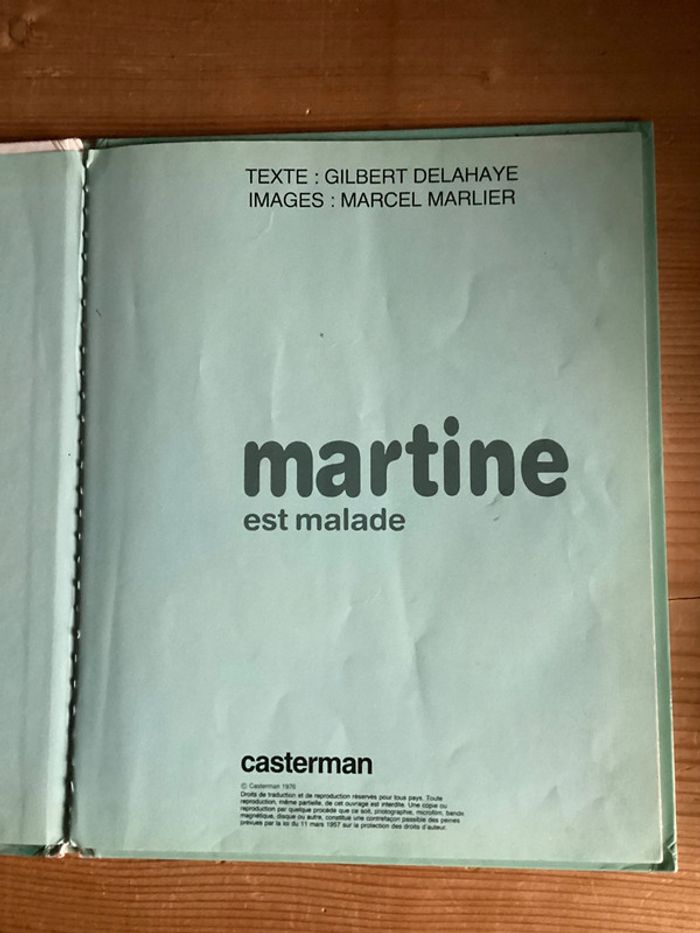 TEXTE : GILBERT DELAHAYE
IMAGES : MARCEL MARLIER
martine
est malade
casterman
© Casterman 1976
Droits de traduction et de reproduction réservés pour tous pays. Toute
reproduction, même partielle, de cet ouvrage est interdite. Une copie ou
reproduction par quelque procédé que ce soit, photographie, microfilm, bande
magnétique, disque ou autre, constitue une contrefaçon passible des peines
prévues par la loi du 11 mars 1957 sur la protection des droits d'auteur.